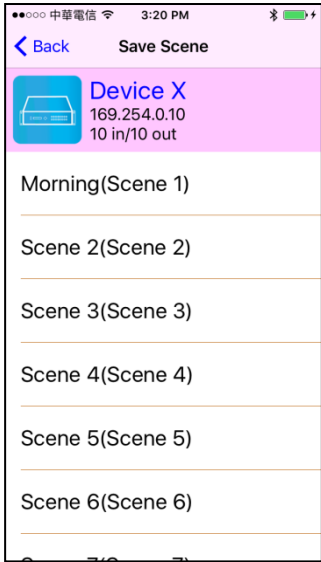 中華電信 3:20 PM
Back Save Scene
Device X
169.254.0.10
10 in/10 out
Morning(Scene 1)
Scene 2(Scene 2)
Scene 3(Scene 3)
Scene 4(Scene 4)
Scene 5(Scene 5)
Scene 6(Scene 6)